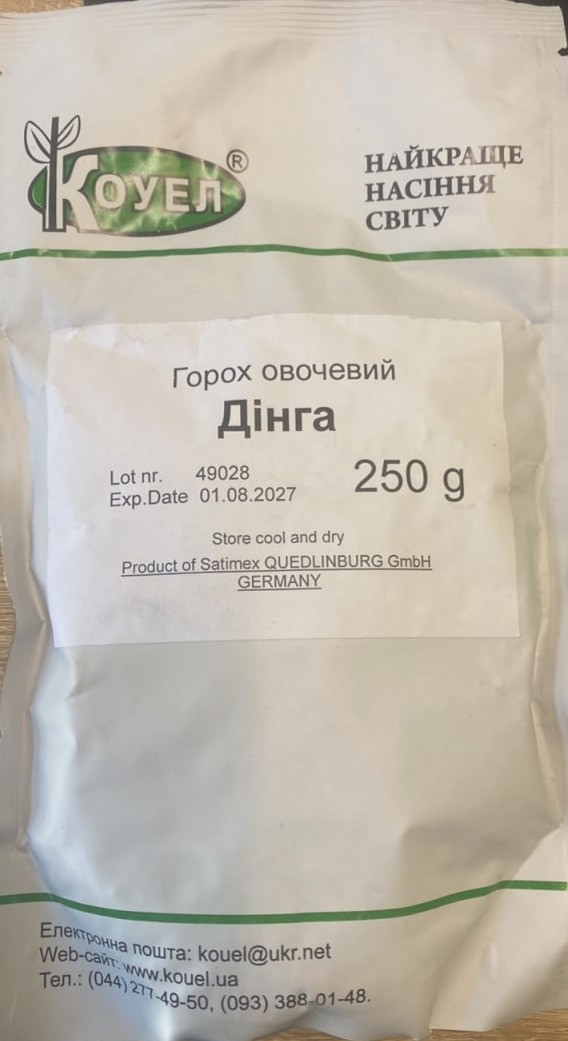 КОУЕЛ®
НАЙКРАЩЕ
НАСІННЯ
СВІТУ
Горох овочевий
Дінга
Lot nr. 49028
Exp.Date 01.08.2027
250 g
Store cool and dry
Product of Satimex QUEDLINBURG GmbH
GERMANY
Електронна пошта: kouel@ukr.net
Web-сайт: www.kouel.ua
Тел.: (044) 277-49-50, (093) 388-01-48.